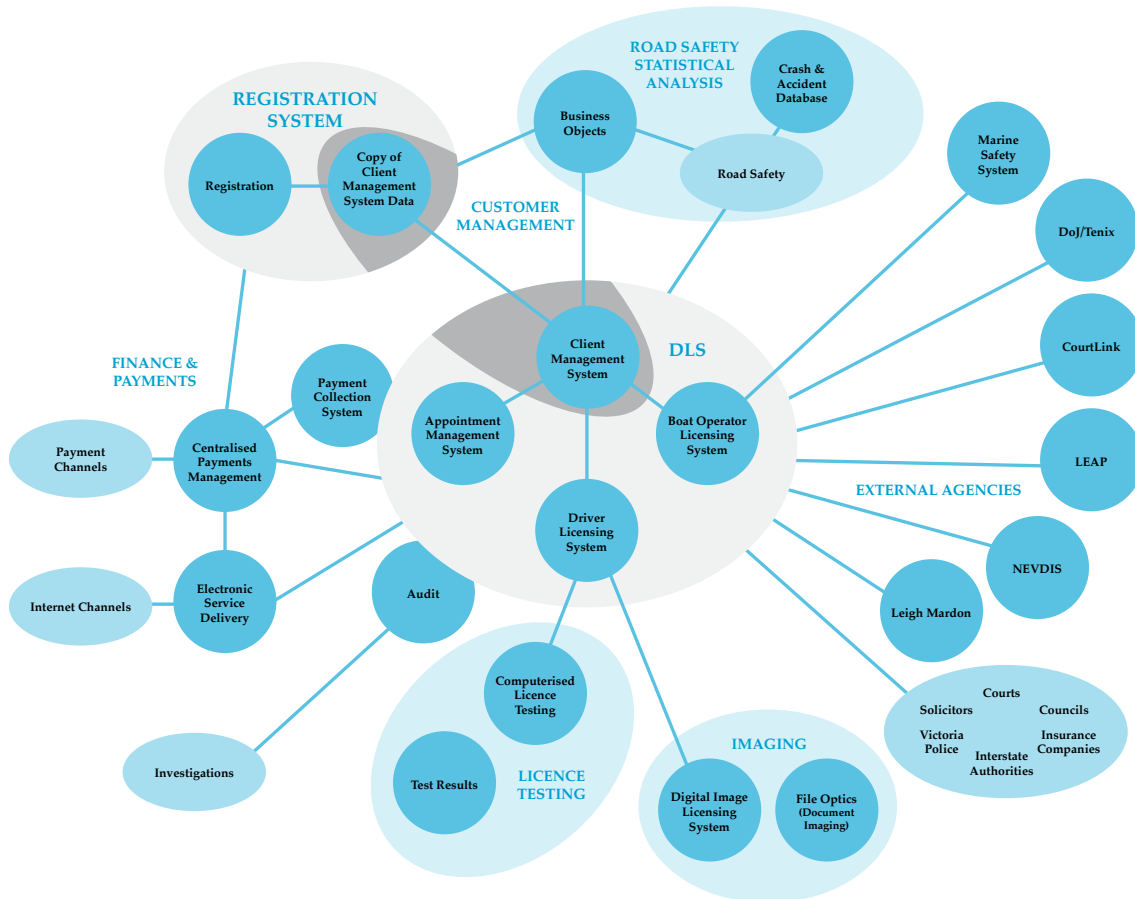 ROAD SAFETY
STATISTICAL
ANALYSIS
Crash &
Accident
Database
Business
Objects
Road Safety
REGISTRATION
SYSTEM
Registration
Copy of
Client
Management
System Data
CUSTOMER
MANAGEMENT
Marine
Safety
System
DoJ/Tenix
CourtLink
LEAP
EXTERNAL AGENCIES
NEVDIS
Leigh Mardon
Courts
Solicitors
Councils
Victoria
Police
Insurance
Companies
Interstate
Authorities
DLS
Client
Management
System
Appointment
Management
System
Boat Operator
Licensing
System
Driver
Licensing
System
FINANCE &
PAYMENTS
Payment
Collection
System
Payment
Channels
Centralised
Payments
Management
Internet Channels
Electronic
Service
Delivery
Audit
Investigations
Computerised
Licence
Testing
Test Results
LICENCE
TESTING
IMAGING
Digital Image
Licensing
System
File Optics
(Document
Imaging)